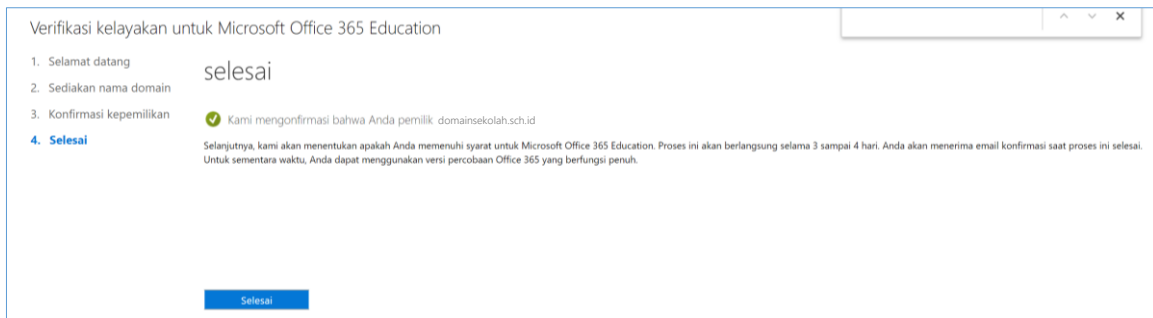 Verifikasi kelayakan untuk Microsoft Office 365 Education
1. Selamat datang
2. Sediakan nama domain
3. Konfirmasi kepemilikan
4. Selesai
selesai
Kami mengonfirmasi bahwa Anda pemilik domainsekolah.sch.id
Selanjutnya, kami akan menentukan apakah Anda memenuhi syarat untuk Microsoft Office 365 Education. Proses ini akan berlangsung selama 3 sampai 4 hari. Anda akan menerima email konfirmasi saat proses ini selesai.
Untuk sementara waktu, Anda dapat menggunakan versi percobaan Office 365 yang berfungsi penuh.
Selesai